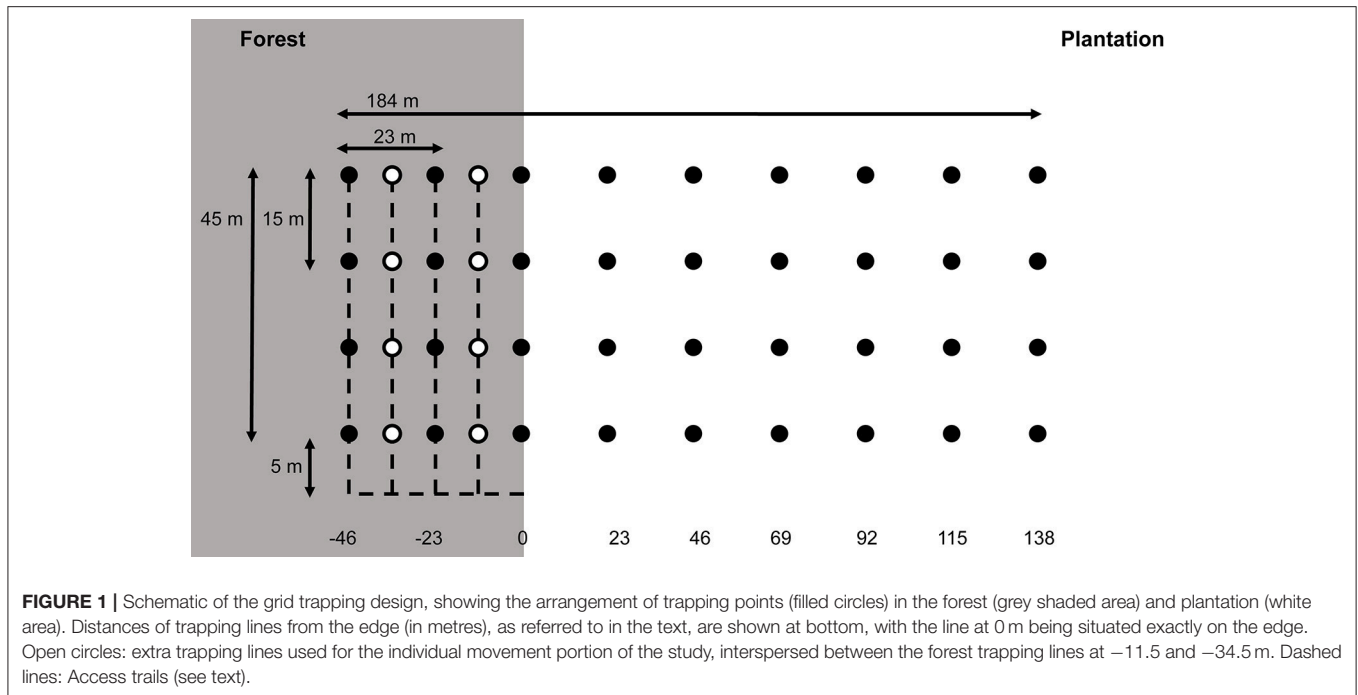 Forest
Plantation
184 m
23 m
45 m
15 m
5 m
-46 -23 0 23 46 69 92 115 138
FIGURE 1 | Schematic of the grid trapping design, showing the arrangement of trapping points (filled circles) in the forest (grey shaded area) and plantation (white
area). Distances of trapping lines from the edge (in metres), as referred to in the text, are shown at bottom, with the line at 0 m being situated exactly on the edge.
Open circles: extra trapping lines used for the individual movement portion of the study, interspersed between the forest trapping lines at −11.5 and −34.5 m. Dashed
lines: Access trails (see text).